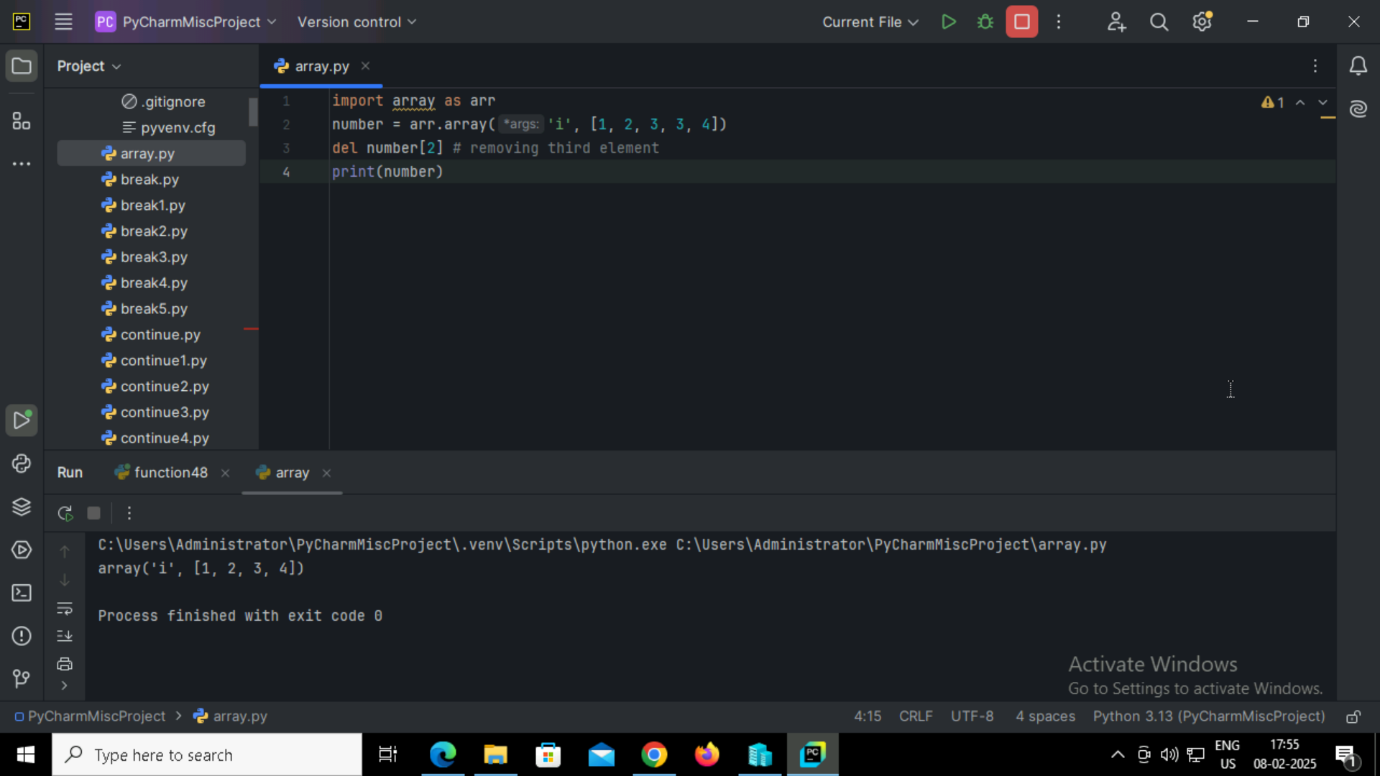 PC PyCharmMiscProject Version control Current File
Project
array.py
.gitignore
pyvenv.cfg
array.py
break.py
break1.py
break2.py
break3.py
break4.py
break5.py
continue.py
continue1.py
continue2.py
continue3.py
continue4.py
1 import array as arr
2 number = arr.array( *args: 'i', [1, 2, 3, 3, 4])
3 del number[2] # removing third element
4 print(number)
1
Run function48 array
C:\Users\Administrator\PyCharmMiscProject\.venv\Scripts\python.exe C:\Users\Administrator\PyCharmMiscProject\array.py
array('i', [1, 2, 3, 4])
Process finished with exit code 0
Activate Windows
Go to Settings to activate Windows.
PyCharmMiscProject > array.py 4:15 CRLF UTF-8 4 spaces Python 3.13 (PyCharmMiscProject)
Type here to search
PC
ENG
US
17:55
08-02-2025
1